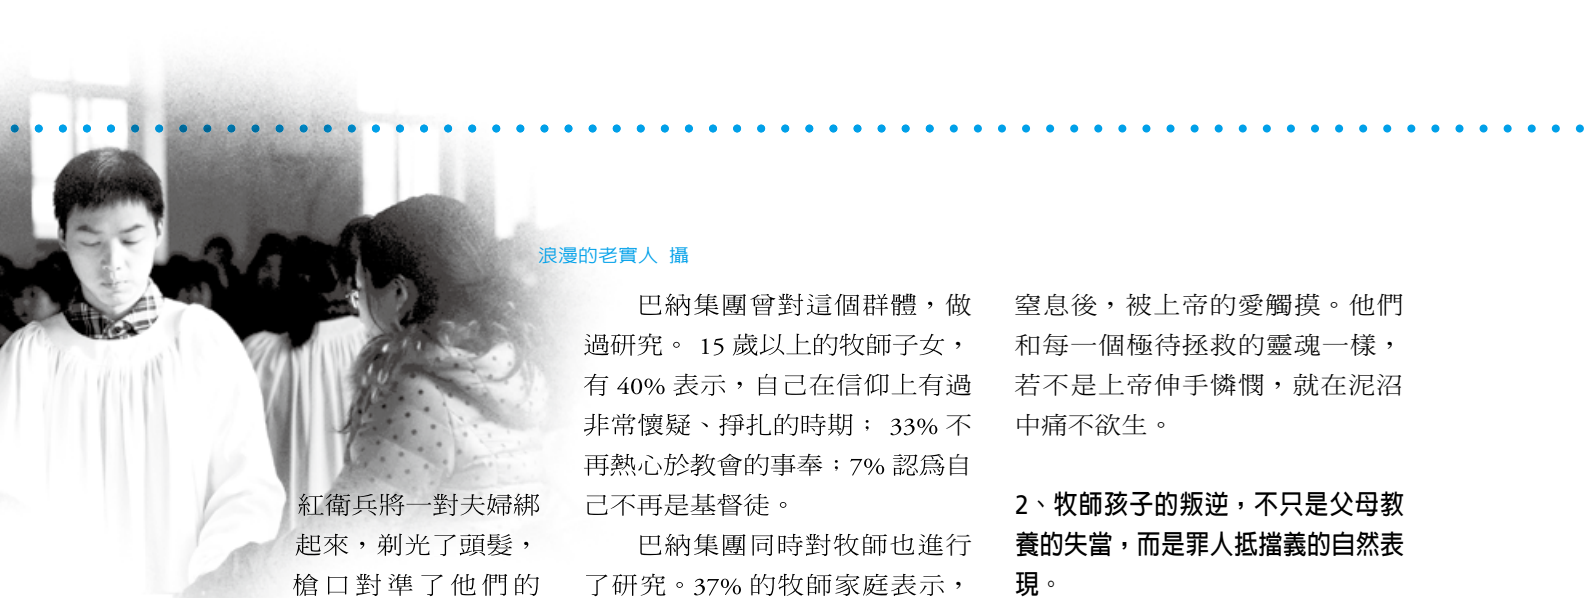 浪漫的老實人 攝
紅衛兵將一對夫婦綁
起來，剃光了頭髮，
槍口對準了他們的
巴納集團曾對這個群體，做
過研究。 15 歲以上的牧師子女，
有 40% 表示，自己在信仰上有過
非常懷疑、掙扎的時期； 33% 不
再熱心於教會的事奉；7% 認爲自
己不再是基督徒。
巴納集團同時對牧師也進行
了研究。37% 的牧師家庭表示，
窒息後，被上帝的愛觸摸。他們
和每一個極待拯救的靈魂一樣，
若不是上帝伸手憐憫，就在泥沼
中痛不欲生。
2、牧師孩子的叛逆，不只是父母教
養的失當，而是罪人抵擋義的自然表
現。